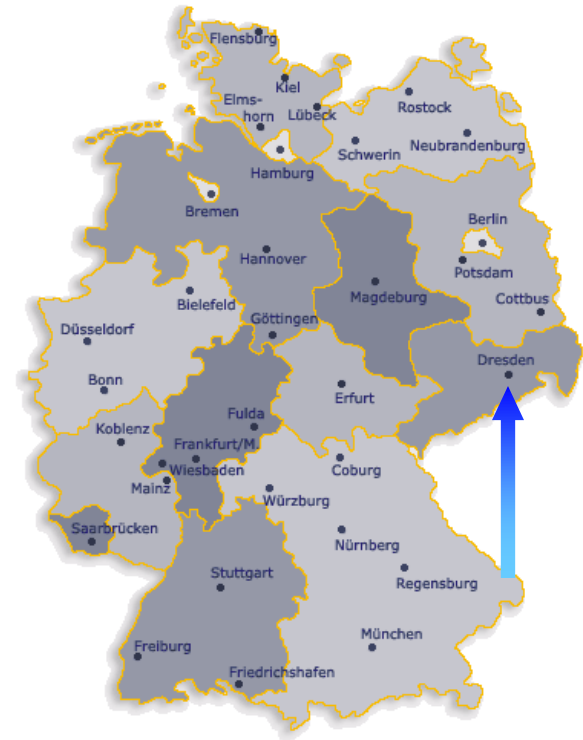 Flensburg
Kiel
Elms-
horn
Lübeck
Rostock
Schwerin
Neubrandenburg
Hamburg
Bremen
Berlin
Hannover
Potsdam
Bielefeld
Magdeburg
Cottbus
Göttingen
Düsseldorf
Dresden
Bonn
Erfurt
Fulda
Koblenz
Frankfurt/M.
Wiesbaden
Coburg
Mainz
Würzburg
Saarbrücken
Nürnberg
Stuttgart
Regensburg
München
Freiburg
Friedrichshafen